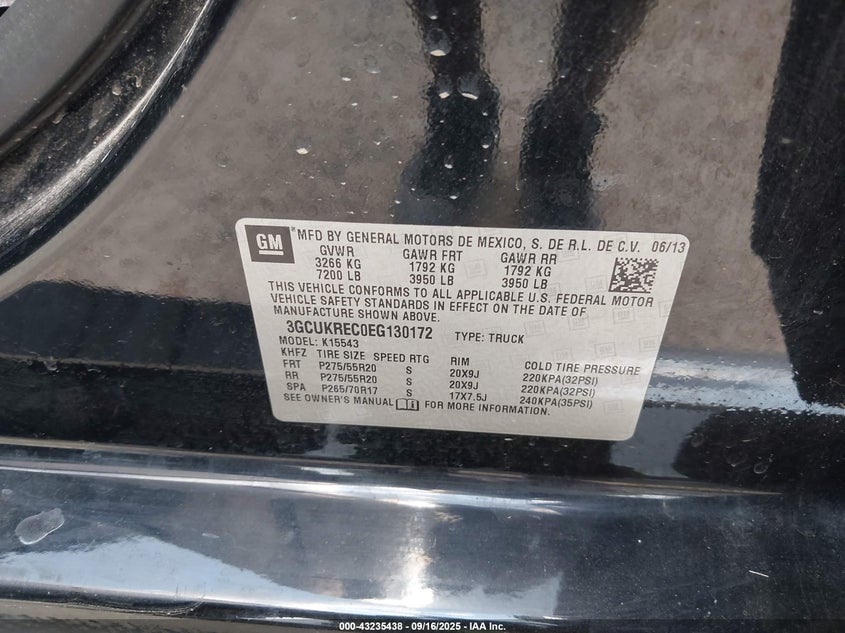 GM * MFD BY GENERAL MOTORS DE MEXICO, S. DE R.L. DE C.V. 06/13
GVWR GAWR FRT GAWR RR
3266 KG 1792 KG 1792 KG
7200 LB 3950 LB 3950 LB
THIS VEHICLE CONFORMS TO ALL APPLICABLE U.S. FEDERAL MOTOR
VEHICLE SAFETY STANDARDS IN EFFECT ON THE DATE OF
MANUFACTURE SHOWN ABOVE.
3GCUKREC0EG130172 TYPE: TRUCK
MODEL: K15543
KHFZ TIRE SIZE SPEED RTG RIM COLD TIRE PRESSURE
FRT P275/55R20 S 20X9J 220KPA(32PSI)
RR P275/55R20 S 20X9J 220KPA(32PSI)
SPA P265/70R17 S 17X7.5J 240KPA(35PSI)
SEE OWNER'S MANUAL FOR MORE INFORMATION.
000-43235438 - 09/16/2025 - IAA Inc.